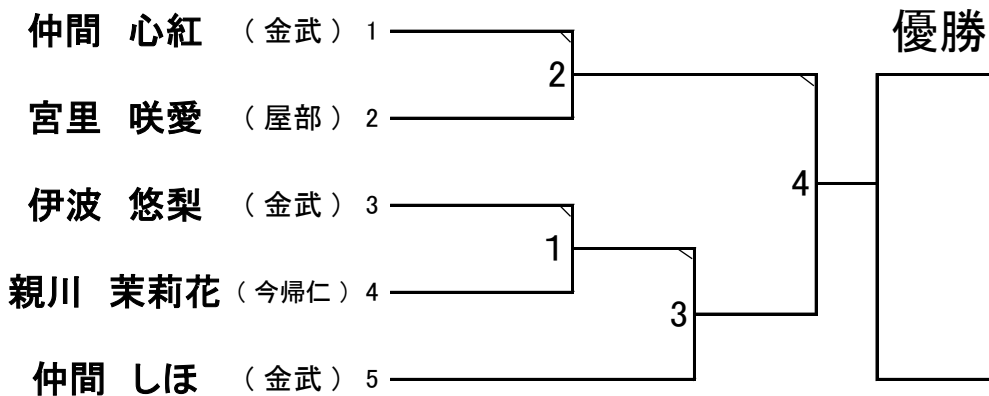 仲間 心紅 （ 金武 ） 1
優勝
2
宮里 咲愛 （ 屋部 ） 2
4
伊波 悠梨 （ 金武 ） 3
1
親川 茉莉花 （ 今帰仁 ） 4
3
仲間 しほ （ 金武 ） 5